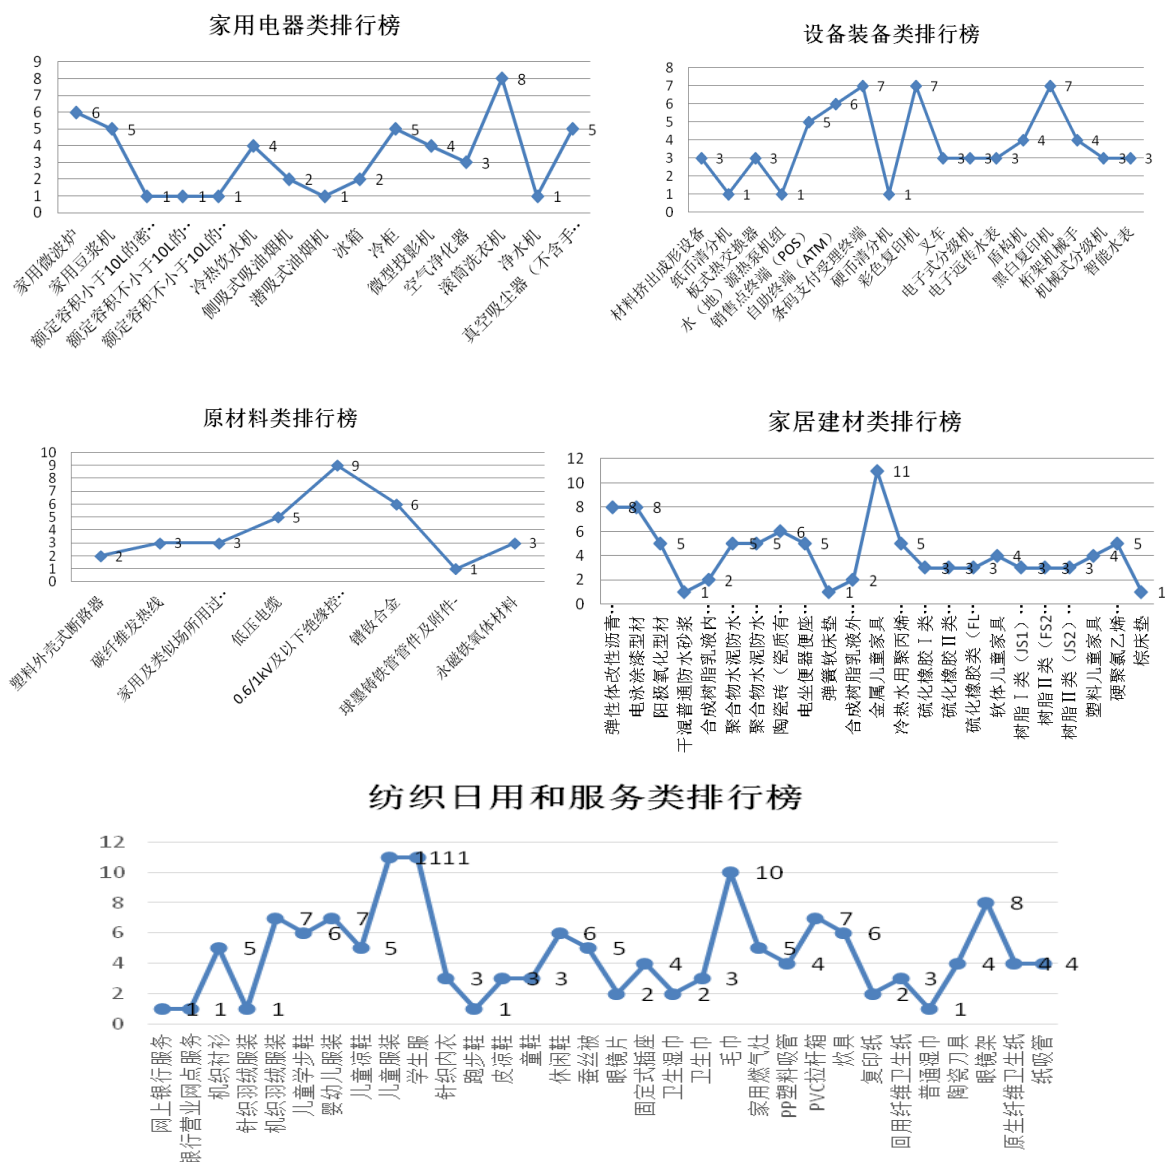 家用电器类排行榜
9
8
7
6
5
4
3
2
1
0
6
5
1
1
1
4
2
1
2
5
4
3
8
1
5
家用微波炉
家用豆浆机
额定容积小于10L的密··
额定容积不小于10L的··
额定容积不小于10L的··
冷热饮水机
侧吸式吸油烟机
潜吸式油烟机
冰箱
冷柜
微型投影机
空气净化器
滚筒洗衣机
净水机
真空吸尘器（不含手··
设备装备类排行榜
8
7
6
5
4
3
2
1
0
3
1
3
1
5
6
7
1
7
3
3
3
4
7
4
3
3
材料挤出成形设备
纸币清分机
板式热交换器
水（地）源热泵机组
销售点终端（POS）
自助终端（ATM）
条码支付受理终端
硬币清分机
彩色复印机
叉车
电子式分级机
电子远传水表
盾构机
黑白复印机
桁架机械手
机械式分级机
智能水表
原材料类排行榜
10
9
8
7
6
5
4
3
2
1
0
2
3
3
5
9
6
1
3
塑料外壳式断路器
碳纤维发热线
家用及类似场所用过··
低压电缆
0.6/1kV及以下绝缘控··
镨钕合金
球墨铸铁管管件及附件-
永磁铁氧体材料
家居建材类排行榜
12
10
8
6
4
2
0
8
8
5
1
2
5
5
6
5
1
2
11
5
3
3
3
4
3
3
3
4
5
1
弹性体改性沥青··
电泳涂漆型材
阳极氧化型材
干混普通防水砂浆
合成树脂乳液内··
聚合物水泥防水··
聚合物水泥防水··
陶瓷砖（瓷质有··
电坐便器便座
弹簧软床垫
合成树脂乳液外··
金属儿童家具
冷热水用聚丙烯··
硫化橡胶Ⅰ类
硫化橡胶Ⅱ类
硫化橡胶类（FL··
软体儿童家具
树脂Ⅰ类（JS1）
树脂Ⅱ类（FS2··
树脂Ⅱ类（JS2）
塑料儿童家具
硬聚氯乙烯··
棕床垫
纺织日用和服务类排行榜
12
10
8
6
4
2
0
1
1
5
1
7
6
7
5
11
11
3
1
3
3
6
5
2
4
2
3
10
5
4
7
6
2
3
1
4
8
4
4
网上银行服务
银行营业网点服务
机织衬衫
针织羽绒服装
机织羽绒服装
儿童学步鞋
婴幼儿服装
儿童凉鞋
儿童服装
学生服
针织内衣
跑步鞋
皮凉鞋
童鞋
休闲鞋
蚕丝被
眼镜片
固定式插座
卫生湿巾
卫生巾
毛巾
家用燃气灶
PP塑料吸管
PVC拉杆箱
炊具
复印纸
回用纤维卫生纸
普通湿巾
陶瓷刀具
眼镜架
原生纤维卫生纸
纸吸管